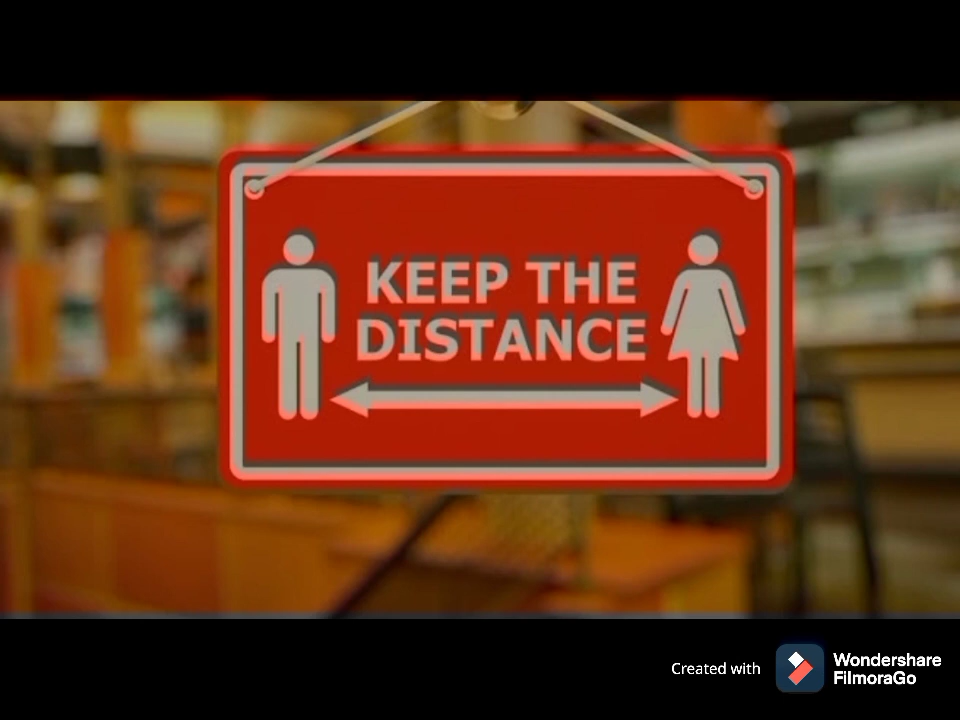 KEEP THE
DISTANCE
Created with
Wondershare
FilmoraGo